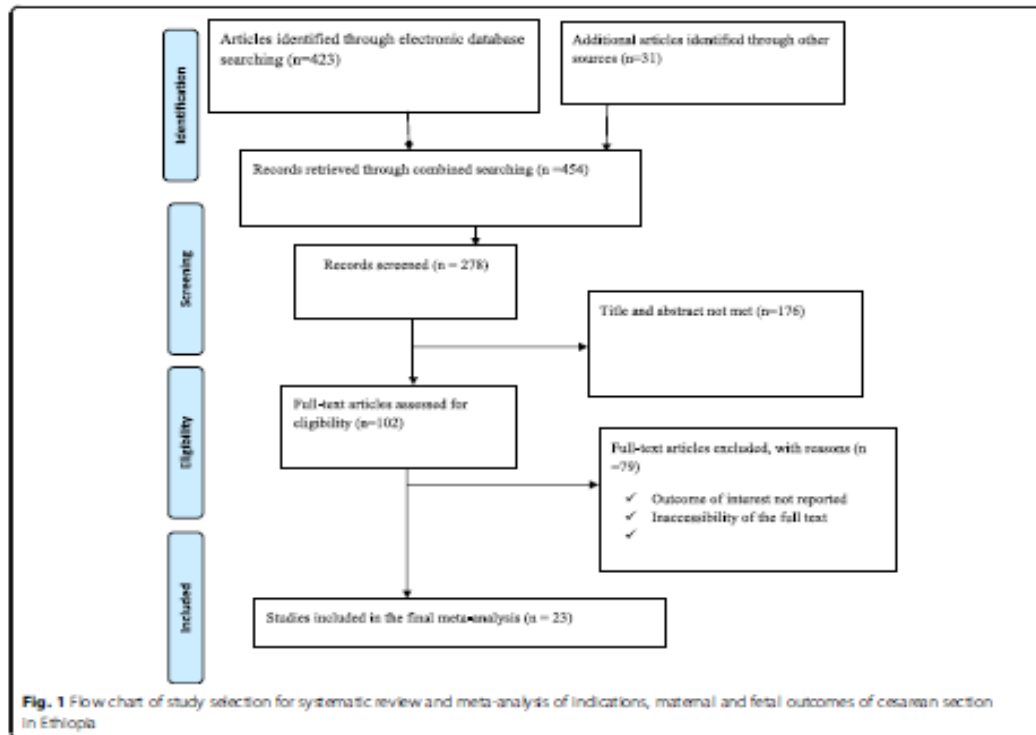 Identification
Articles identified through electronic database
searching (n=423)
Additional articles identified through other
sources (n=31)
Records retrieved through combined searching (n =454)
Screening
Records screened (n = 278)
Title and abstract not met (n=176)
Eligibility
Full-text articles assessed for
eligibility (n=102)
Full-text articles excluded, with reasons (n
=79)
✓ Outcome of interest not reported
✓ Inaccessibility of the full text
✓
Included
Studies included in the final meta-analysis (n = 23)
Fig. 1 Flow chart of study selection for systematic review and meta-analysis of indications, maternal and fetal outcomes of cesarean section
in Ethiopia